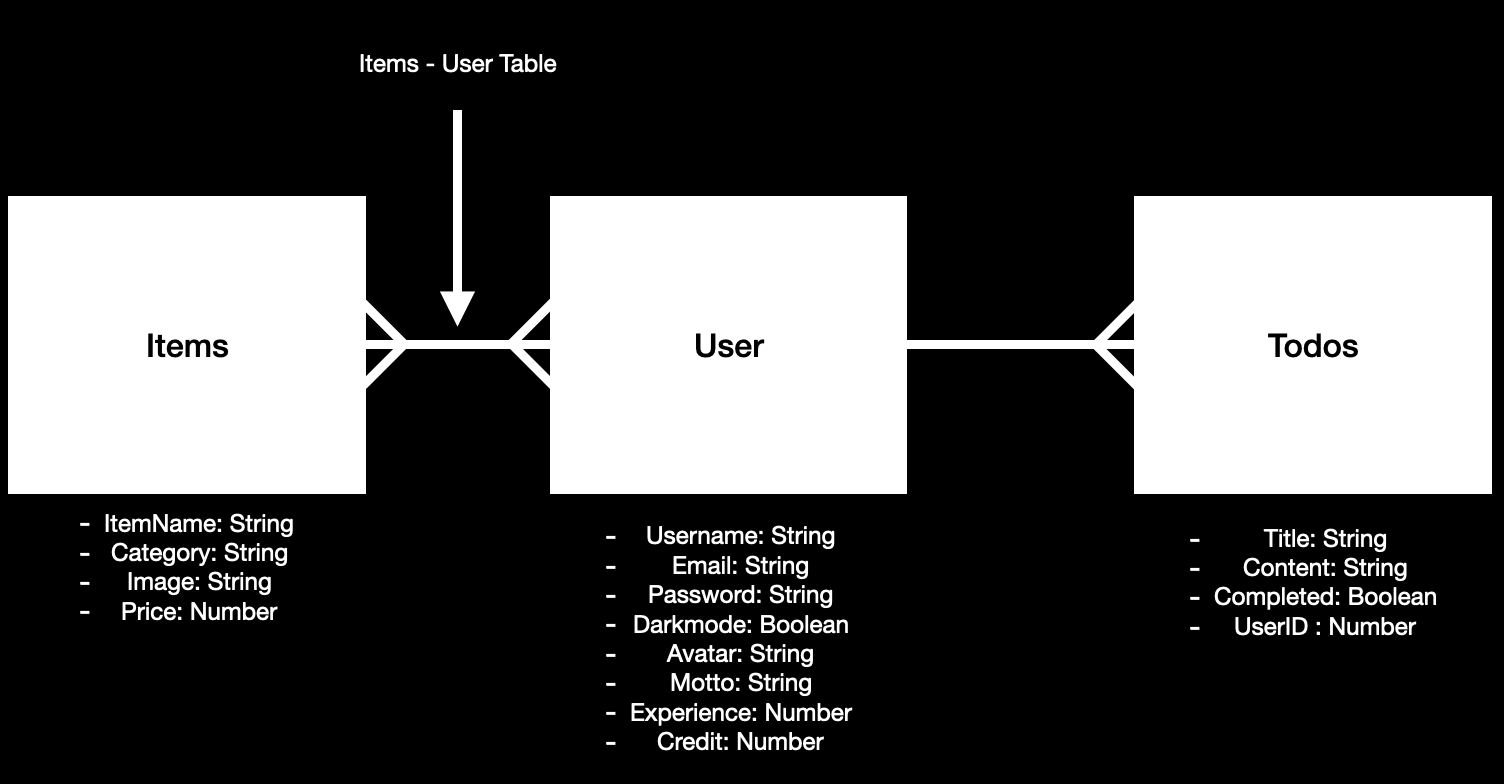 Items - User Table
Items
User
Todos
- ItemName: String
- Category: String
- Image: String
- Price: Number
- Username: String
- Email: String
- Password: String
- Darkmode: Boolean
- Avatar: String
- Motto: String
- Experience: Number
- Credit: Number
- Title: String
- Content: String
- Completed: Boolean
- UserID : Number